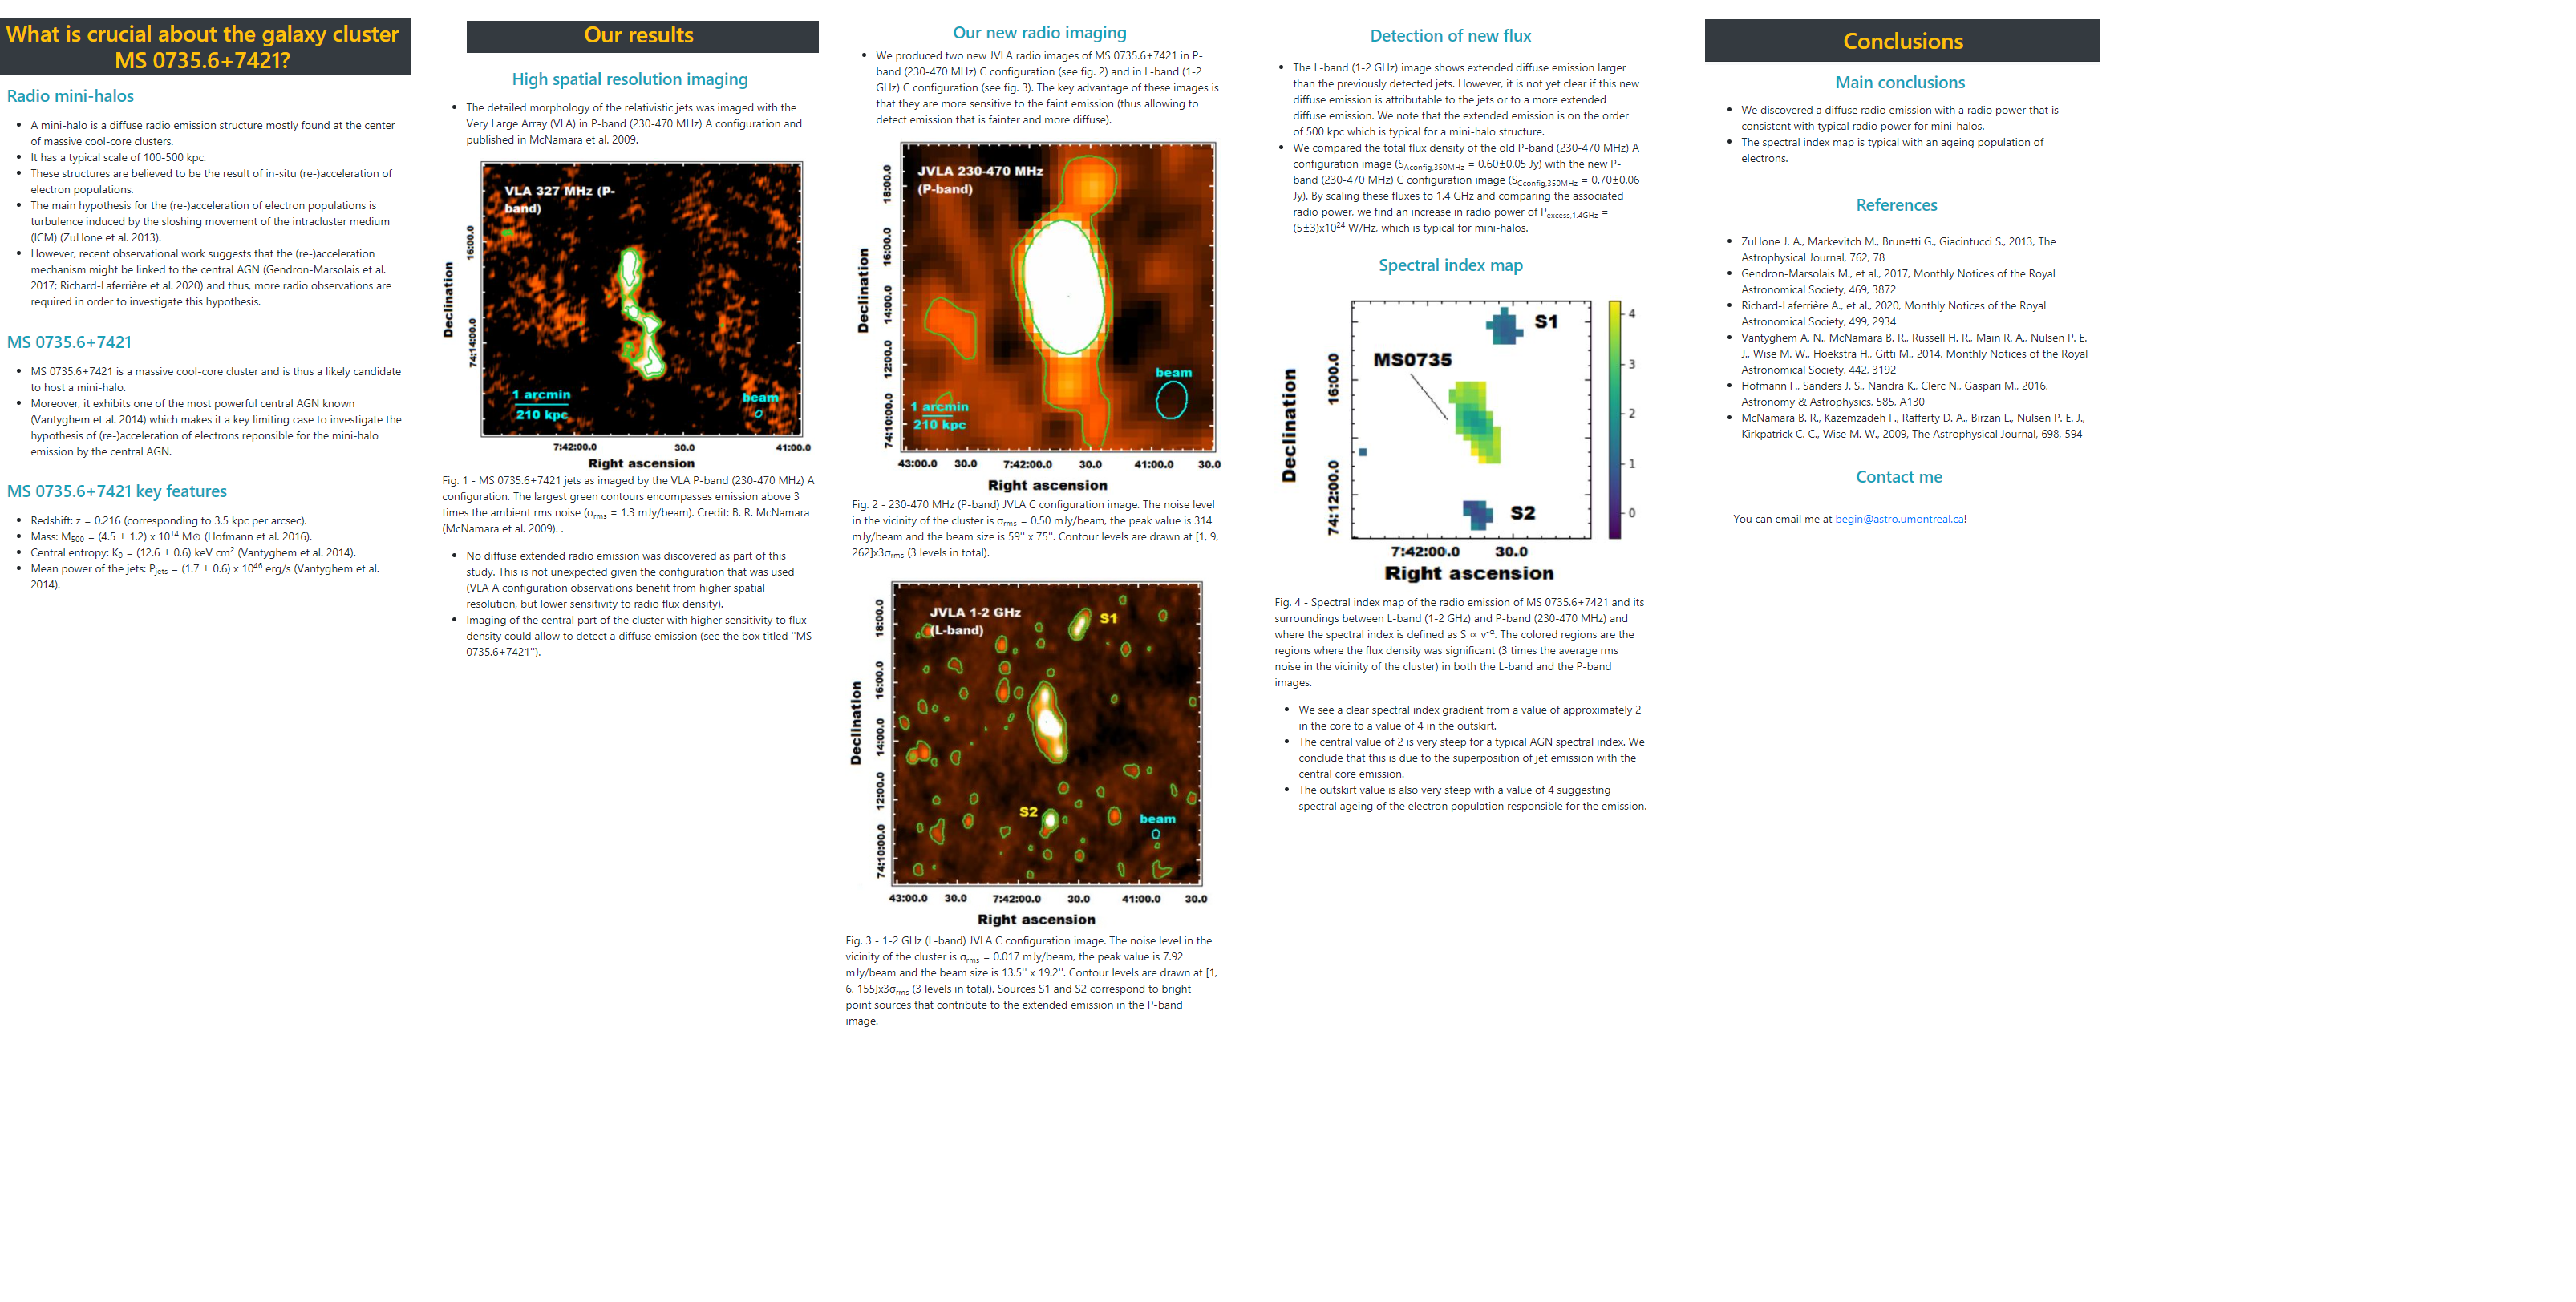 What is crucial about the galaxy cluster
MS 0735.6+7421?
Radio mini-halos
• A mini-halo is a diffuse radio emission structure mostly found at the center
of massive cool-core clusters.
• It has a typical scale of 100-500 kpc.
• These structures are believed to be the result of in-situ (re-)acceleration of
electron populations.
• The main hypothesis for the (re-)acceleration of electron populations is
turbulence induced by the sloshing movement of the intracluster medium
(ICM) (ZuHone et al. 2013).
• However, recent observational work suggests that the (re-)acceleration
mechanism might be linked to the central AGN (Gendron-Marsolais et al.
2017; Richard-Laferrière et al. 2020) and thus, more radio observations are
required in order to investigate this hypothesis.
MS 0735.6+7421
• MS 0735.6+7421 is a massive cool-core cluster and is thus a likely candidate
to host a mini-halo.
• Moreover, it exhibits one of the most powerful central AGN known
(Vantyghem et al. 2014) which makes it a key limiting case to investigate the
hypothesis of (re-)acceleration of electrons reponsible for the mini-halo
emission by the central AGN.
MS 0735.6+7421 key features
• Redshift: z = 0.216 (corresponding to 3.5 kpc per arcsec).
• Mass: M500 = (4.5 ± 1.2) x 10^14 M⊙ (Hofmann et al. 2016).
• Central entropy: K0 = (12.6 ± 0.6) keV cm² (Vantyghem et al. 2014).
• Mean power of the jets: Pjets = (1.7 ± 0.6) x 10^46 erg/s (Vantyghem et al.
2014).
Our results
High spatial resolution imaging
• The detailed morphology of the relativistic jets was imaged with the
Very Large Array (VLA) in P-band (230-470 MHz) A configuration and
published in McNamara et al. 2009.
VLA 327 MHz (P-
band)
1 arcmin
210 kpc
beam
Declination
16:00.0
74:14:00.0
7:42:00.0 30.0 41:00.0
Right ascension
Fig. 1 - MS 0735.6+7421 jets as imaged by the VLA P-band (230-470 MHz) A
configuration. The largest green contours encompasses emission above 3
times the ambient rms noise (σrms = 1.3 mJy/beam). Credit: B. R. McNamara
(McNamara et al. 2009). .
• No diffuse extended radio emission was discovered as part of this
study. This is not unexpected given the configuration that was used
(VLA A configuration observations benefit from higher spatial
resolution, but lower sensitivity to radio flux density).
• Imaging of the central part of the cluster with higher sensitivity to flux
density could allow to detect a diffuse emission (see the box titled "MS
0735.6+7421").
Our new radio imaging
• We produced two new JVLA radio images of MS 0735.6+7421 in P-
band (230-470 MHz) C configuration (see fig. 2) and in L-band (1-2
GHz) C configuration (see fig. 3). The key advantage of these images is
that they are more sensitive to the faint emission (thus allowing to
detect emission that is fainter and more diffuse).
JVLA 230-470 MHz
(P-band)
beam
1 arcmin
210 kpc
Declination
18:00.0
16:00.0
14:00.0
12:00.0
74:10:00.0
43:00.0 30.0 7:42:00.0 30.0 41:00.0 30.0
Right ascension
Fig. 2 - 230-470 MHz (P-band) JVLA C configuration image. The noise level
in the vicinity of the cluster is σrms = 0.50 mJy/beam, the peak value is 314
mJy/beam and the beam size is 59" x 75". Contour levels are drawn at [1, 9,
262]x3σrms (3 levels in total).
JVLA 1-2 GHz
(L-band)
S1
S2
beam
Declination
18:00.0
16:00.0
14:00.0
12:00.0
74:10:00.0
43:00.0 30.0 7:42:00.0 30.0 41:00.0 30.0
Right ascension
Fig. 3 - 1-2 GHz (L-band) JVLA C configuration image. The noise level in the
vicinity of the cluster is σrms = 0.017 mJy/beam, the peak value is 7.92
mJy/beam and the beam size is 13.5'' x 19.2''. Contour levels are drawn at [1,
6, 155]x3σrms (3 levels in total). Sources S1 and S2 correspond to bright
point sources that contribute to the extended emission in the P-band
image.
Detection of new flux
• The L-band (1-2 GHz) image shows extended diffuse emission larger
than the previously detected jets. However, it is not yet clear if this new
diffuse emission is attributable to the jets or to a more extended
diffuse emission. We note that the extended emission is on the order
of 500 kpc which is typical for a mini-halo structure.
• We compared the total flux density of the old P-band (230-470 MHz) A
configuration image (SAconfig,350MHz = 0.60±0.05 Jy) with the new P-
band (230-470 MHz) C configuration image (SCconfig,350MHz = 0.70±0.06
Jy). By scaling these fluxes to 1.4 GHz and comparing the associated
radio power, we find an increase in radio power of Pexcess,1.4GHz =
(5±3)x10^24 W/Hz, which is typical for mini-halos.
Spectral index map
MS0735
S1
S2
4
3
2
1
0
Declination
16:00.0
74:12:00.0
7:42:00.0 30.0
Right ascension
Fig. 4 - Spectral index map of the radio emission of MS 0735.6+7421 and its
surroundings between L-band (1-2 GHz) and P-band (230-470 MHz) and
where the spectral index is defined as S ∝ ν^-α. The colored regions are the
regions where the flux density was significant (3 times the average rms
noise in the vicinity of the cluster) in both the L-band and the P-band
images.
• We see a clear spectral index gradient from a value of approximately 2
in the core to a value of 4 in the outskirt.
• The central value of 2 is very steep for a typical AGN spectral index. We
conclude that this is due to the superposition of jet emission with the
central core emission.
• The outskirt value is also very steep with a value of 4 suggesting
spectral ageing of the electron population responsible for the emission.
Conclusions
Main conclusions
• We discovered a diffuse radio emission with a radio power that is
consistent with typical radio power for mini-halos.
• The spectral index map is typical with an ageing population of
electrons.
References
• ZuHone J. A., Markevitch M., Brunetti G., Giacintucci S., 2013, The
Astrophysical Journal, 762, 78
• Gendron-Marsolais M., et al., 2017, Monthly Notices of the Royal
Astronomical Society, 469, 3872
• Richard-Laferrière A., et al., 2020, Monthly Notices of the Royal
Astronomical Society, 499, 2934
• Vantyghem A. N., McNamara B. R., Russell H. R., Main R. A., Nulsen P. E.
J., Wise M. W., Hoekstra H., Gitti M., 2014, Monthly Notices of the Royal
Astronomical Society, 442, 3192
• Hofmann F., Sanders J. S., Nandra K., Clerc N., Gaspari M., 2016,
Astronomy & Astrophysics, 585, A130
• McNamara B. R., Kazemzadeh F., Rafferty D. A., Birzan L., Nulsen P. E. J.,
Kirkpatrick C. C., Wise M. W., 2009, The Astrophysical Journal, 698, 594
Contact me
You can email me at begin@astro.umontreal.ca!